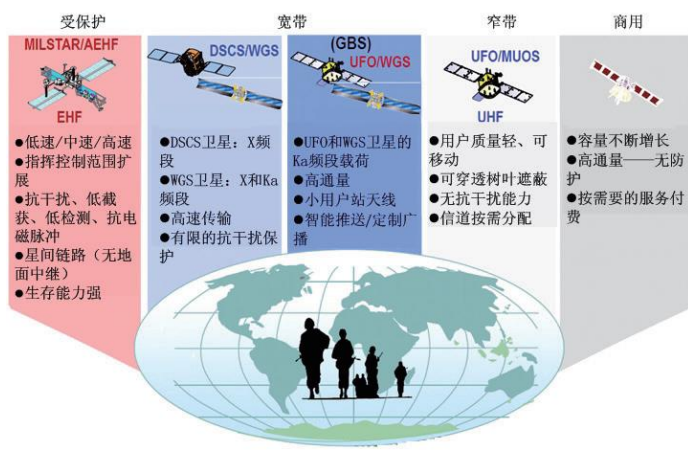 受保护
宽带
窄带
商用
MILSTAR/AEHF
EHF
●低速/中速/高速
●指挥控制范围扩
展
●抗干扰、低截
获、低检测、抗电
磁脉冲
●星间链路（无地
面中继）
●生存能力强
DSCS/WGS
●DSCS卫星：X频
段
●WGS卫星：X和Ka
频段
●高速传输
●有限的抗干扰保
护
(GBS)
UFO/WGS
●UFO和WGS卫星的
Ka频段载荷
●高通量
●小用户站天线
●智能推送/定制广
播
UFO/MUOS
UHF
●用户质量轻、可
移动
●可穿透树叶遮蔽
●无抗干扰能力
●信道按需分配
●容量不断增长
●高通量——无防
护
●按需要的服务付
费